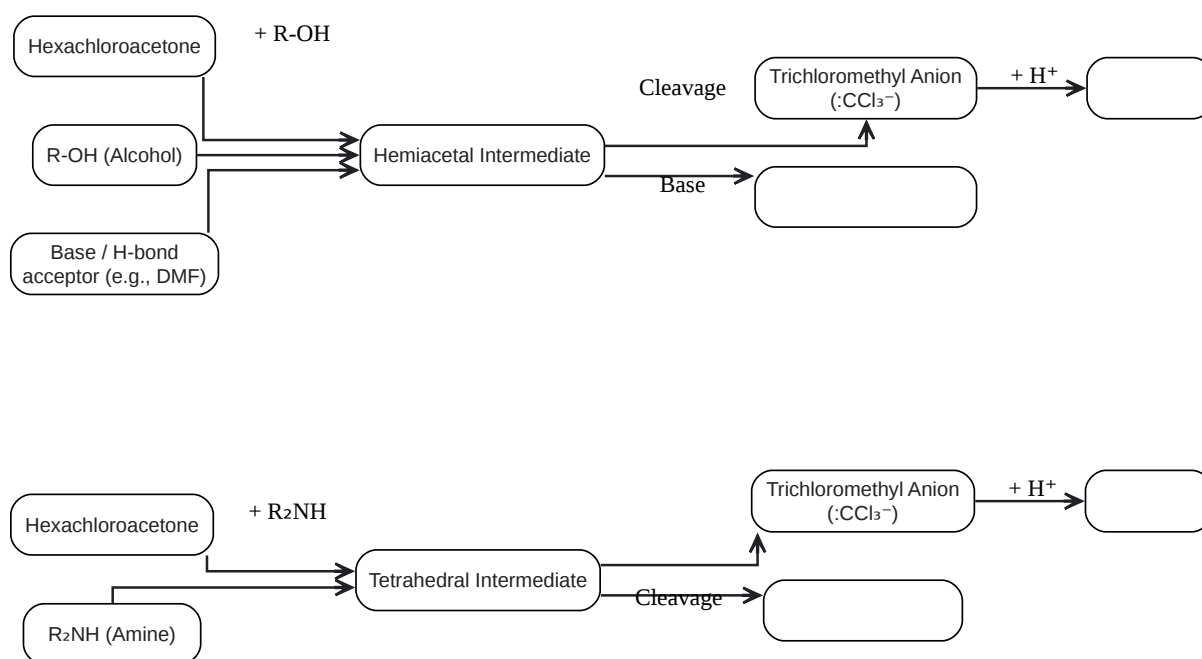 Hexachloroacetone
+ R-OH
R-OH (Alcohol)
Base / H-bond
acceptor (e.g., DMF)
Hemiacetal Intermediate
Cleavage
Base
Trichloromethyl Anion
(:CCl₃⁻)
+ H⁺
Hexachloroacetone
+ R₂NH
R₂NH (Amine)
Tetrahedral Intermediate
Cleavage
Trichloromethyl Anion
(:CCl₃⁻)
+ H⁺